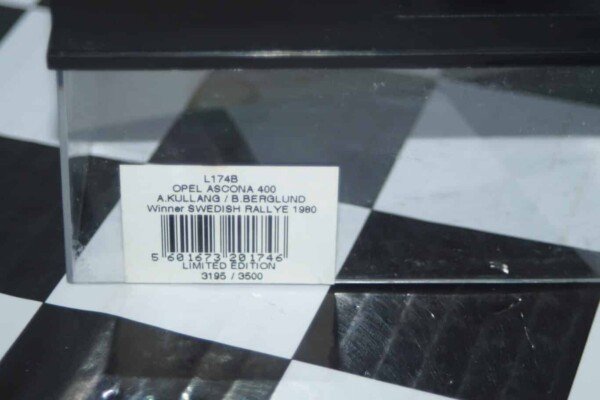 L174B
OPEL ASCONA 400
A.KULLANG / B.BERGLUND
Winner SWEDISH RALLYE 1980
5 601673 201746
LIMITED EDITION
3195 / 3500